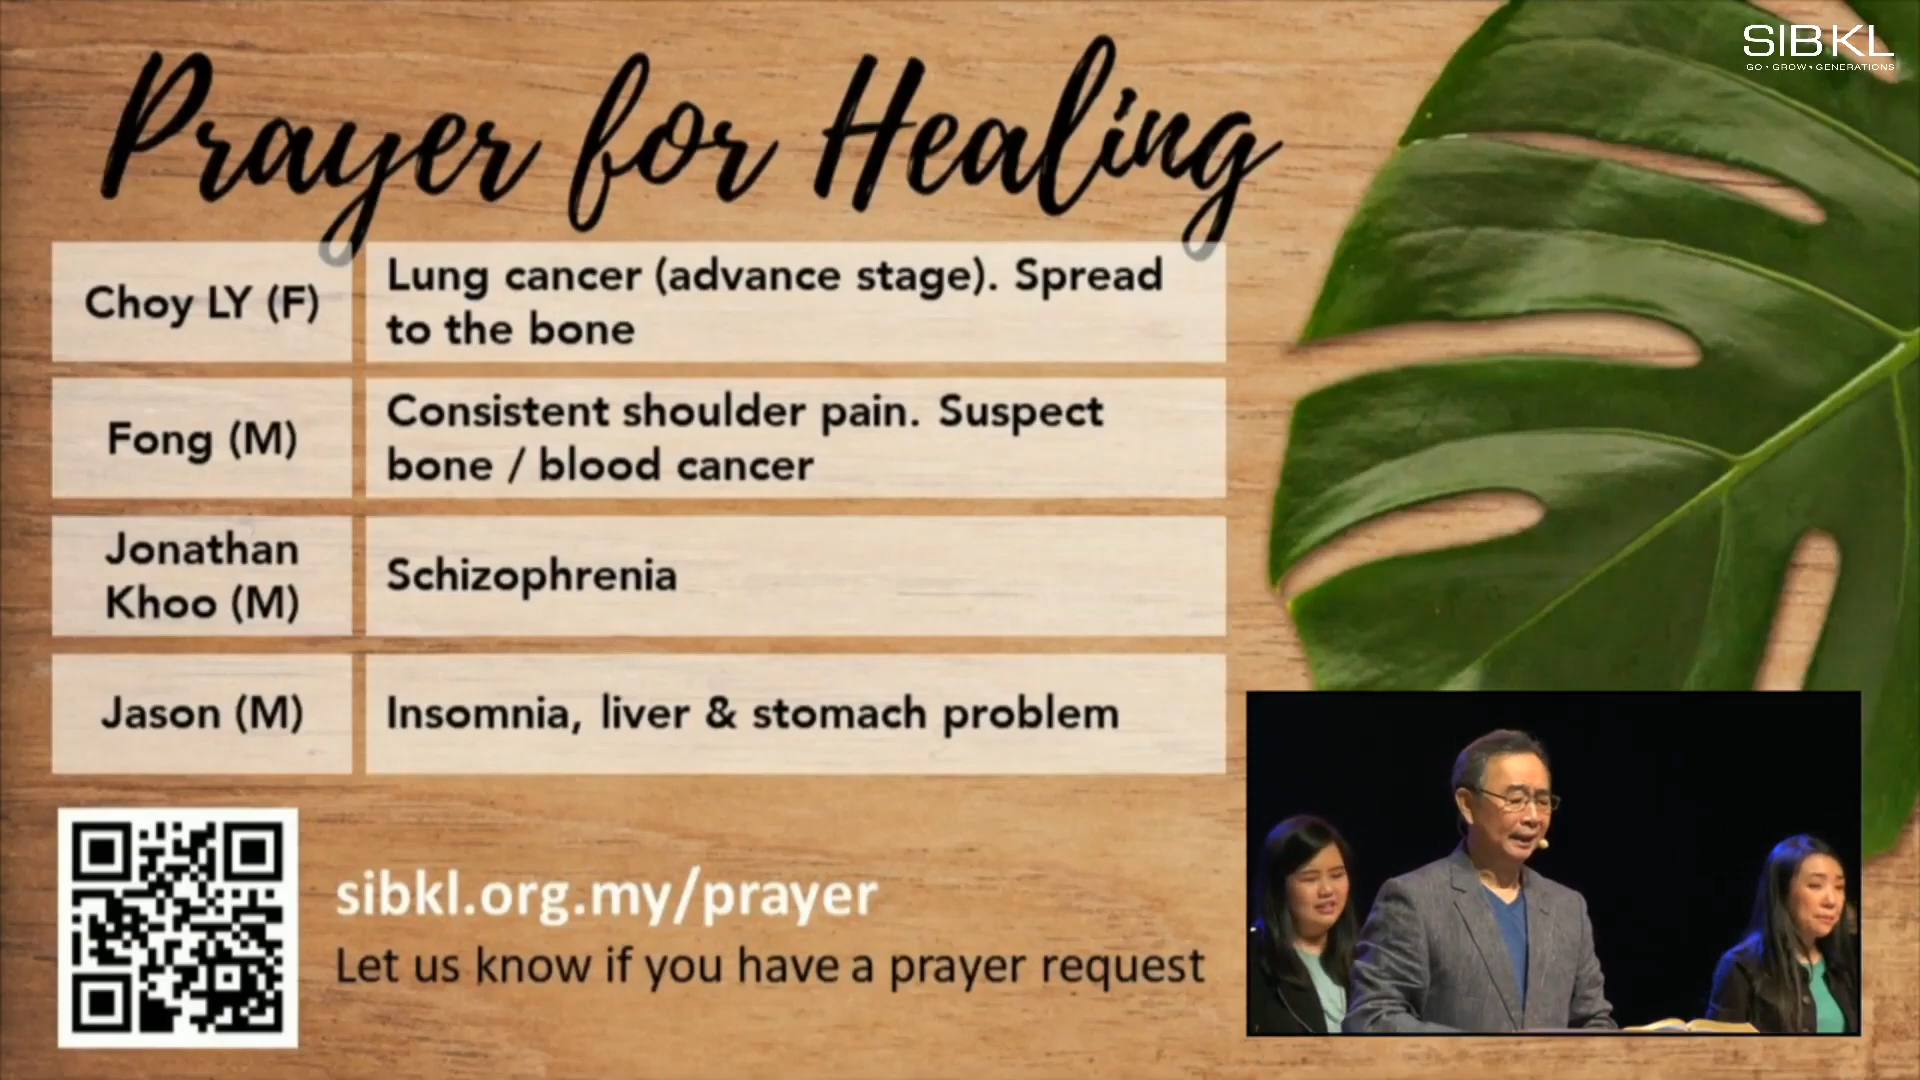 SIBKL
GO • GROW • GENERATIONS
Prayer for Healing
Choy LY (F)
Lung cancer (advance stage). Spread
to the bone
Fong (M)
Consistent shoulder pain. Suspect
bone / blood cancer
Jonathan
Khoo (M)
Schizophrenia
Jason (M)
Insomnia, liver & stomach problem
sibkl.org.my/prayer
Let us know if you have a prayer request